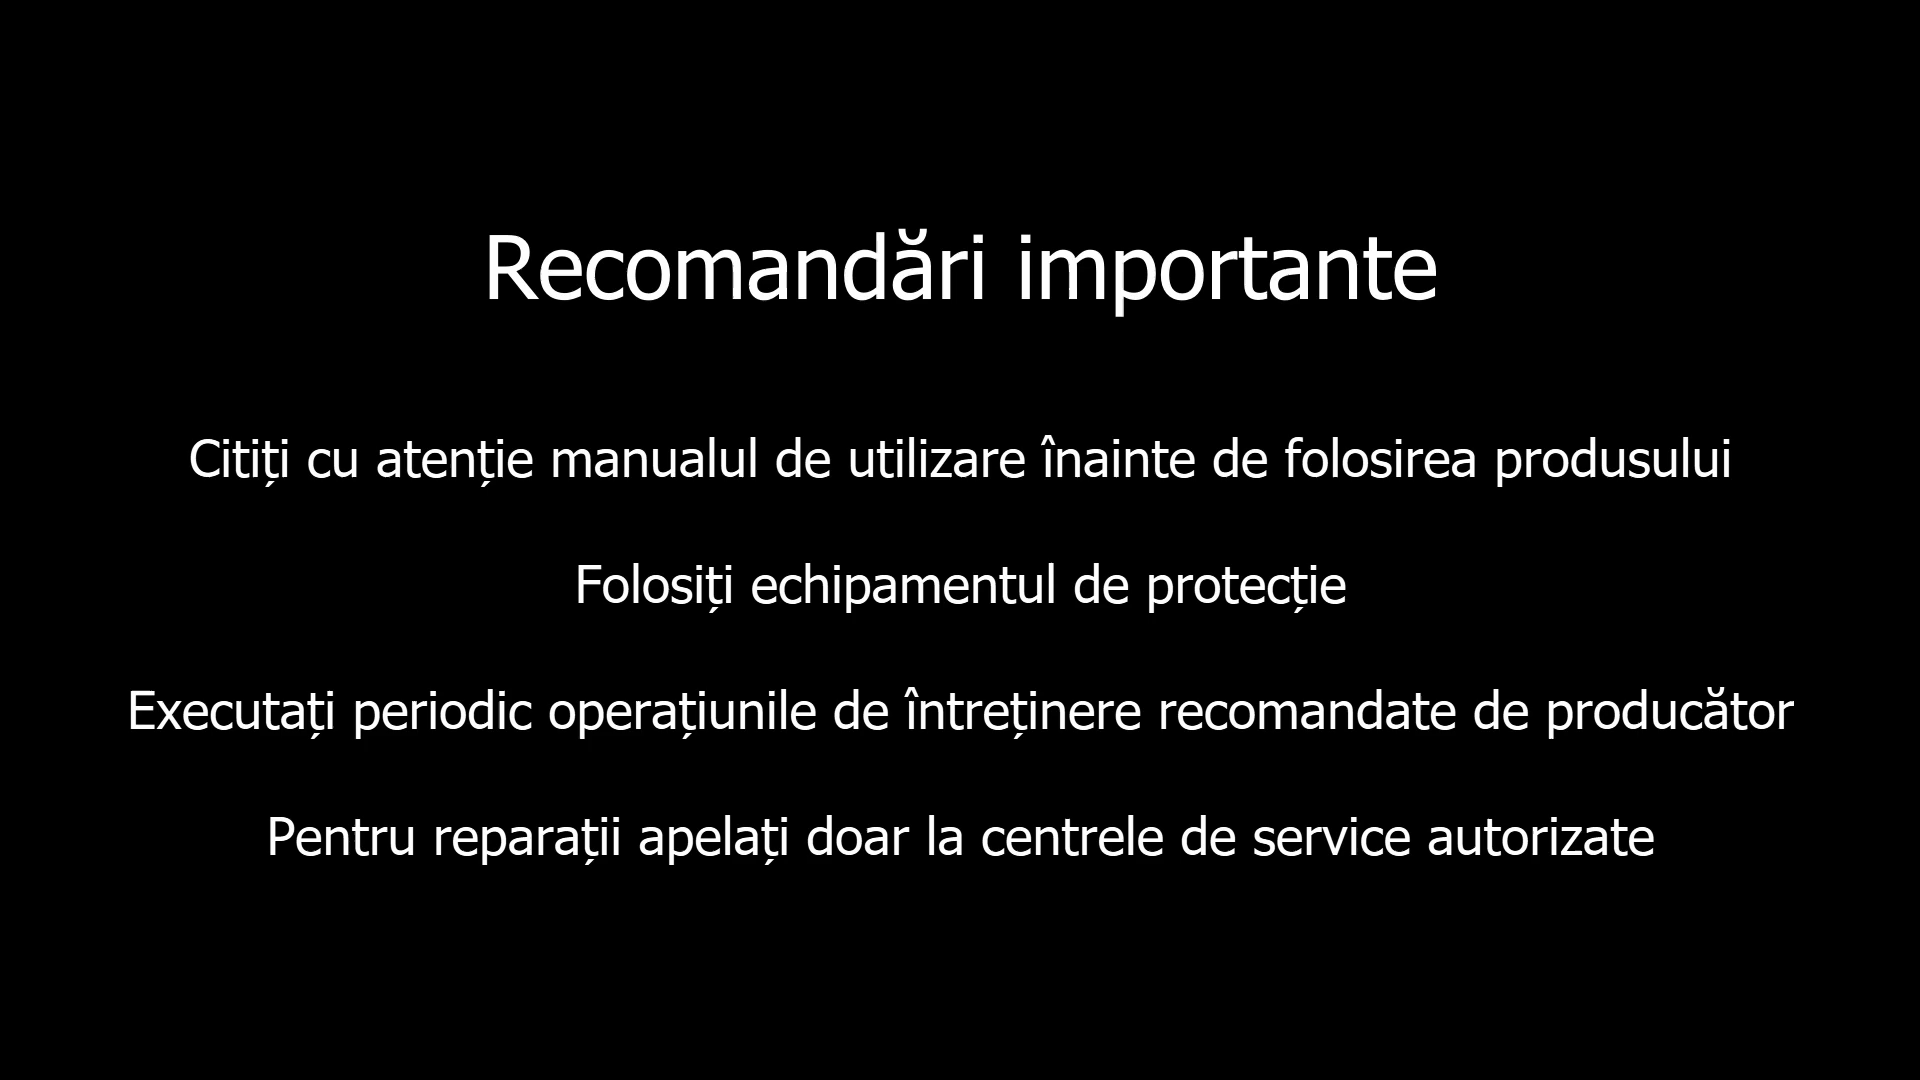 Recomandări importante
Citiți cu atenție manualul de utilizare înainte de folosirea produsului
Folosiți echipamentul de protecție
Executați periodic operațiunile de întreținere recomandate de producător
Pentru reparații apelați doar la centrele de service autorizate